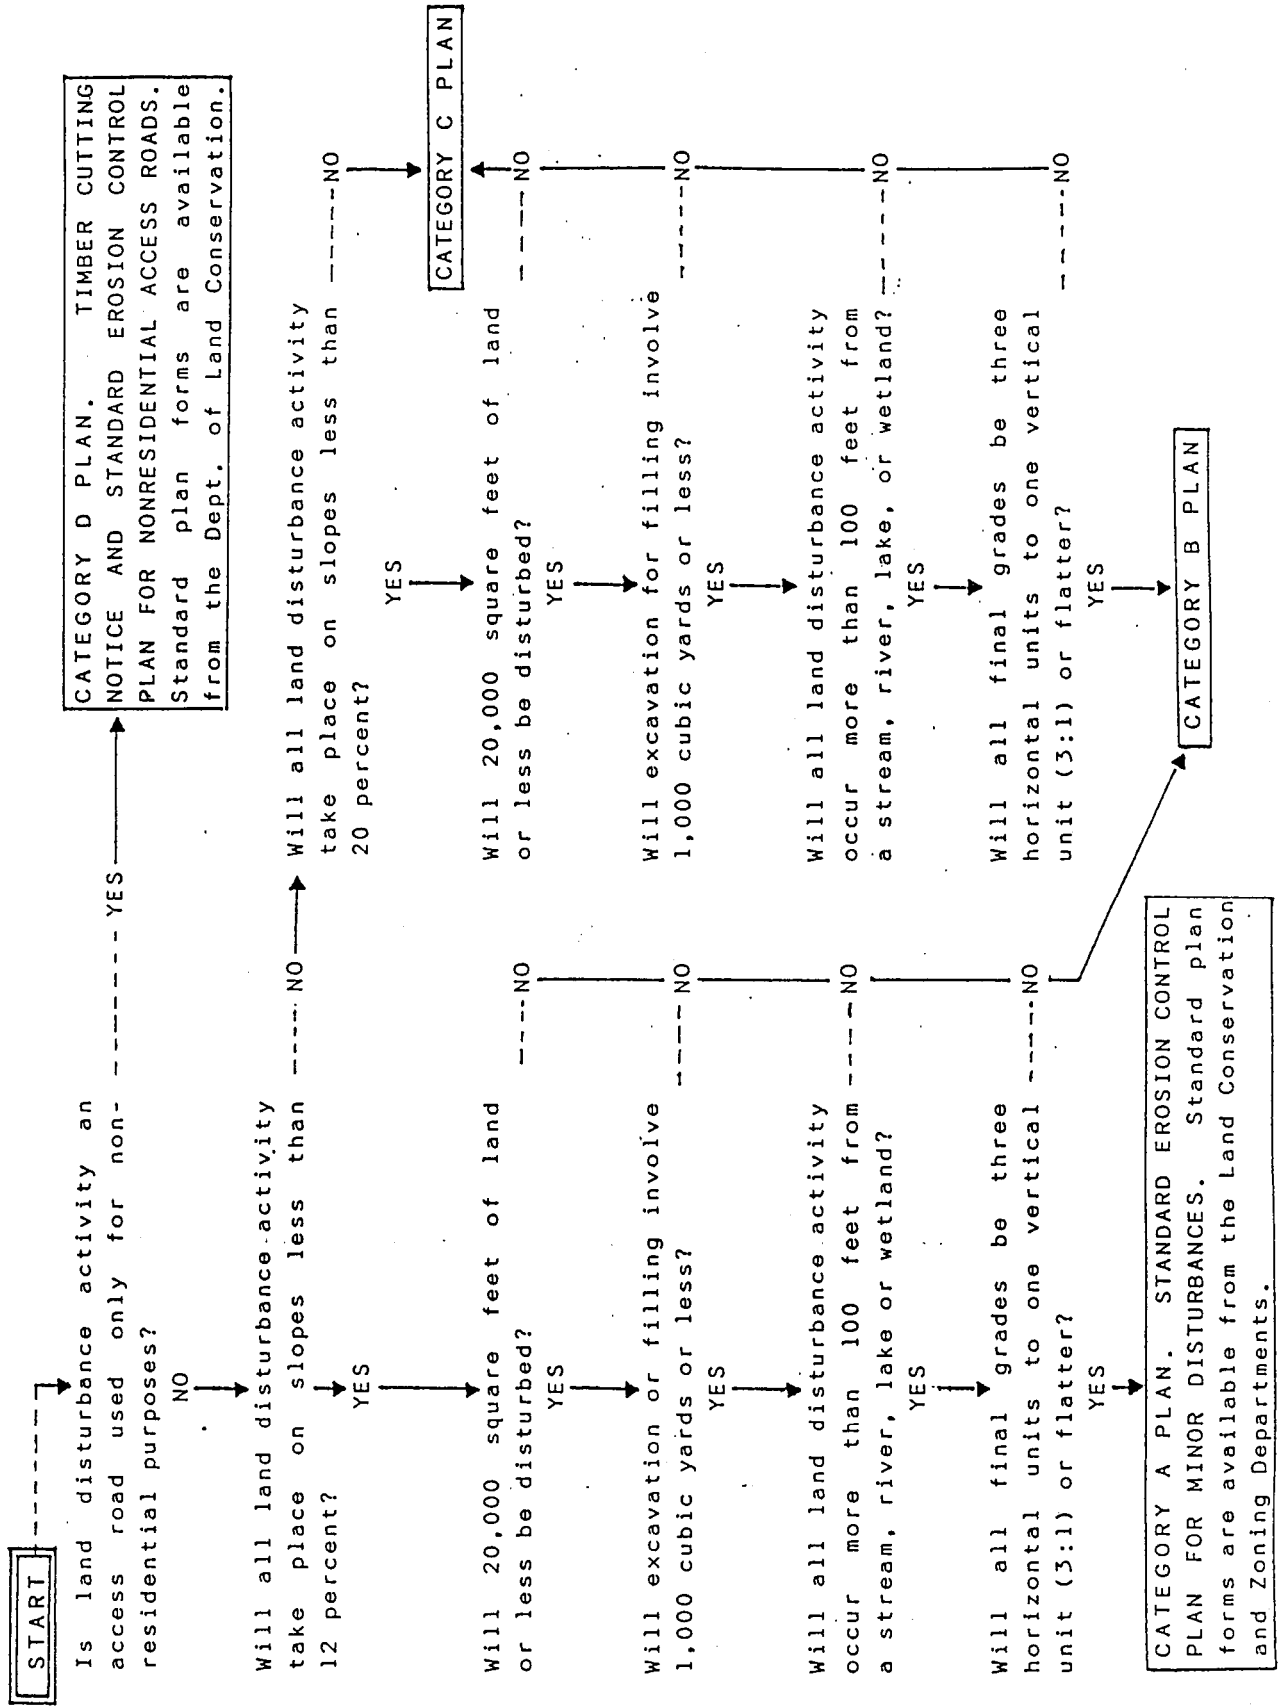 START
Is land disturbance activity an
access road used only for non- ------- YES
residential purposes?
NO
CATEGORY D PLAN. TIMBER CUTTING
NOTICE AND STANDARD EROSION CONTROL
PLAN FOR NONRESIDENTIAL ACCESS ROADS.
Standard plan forms are available
from the Dept. of Land Conservation.
Will all land disturbance activity
take place on slopes less than ----- NO
12 percent?
YES
Will 20,000 square feet of land
or less be disturbed? ----NO
YES
Will excavation or filling involve
1,000 cubic yards or less? ---- NO
YES
Will all land disturbance activity
occur more than 100 feet from ----- NO
a stream, river, lake or wetland?
YES
Will all final grades be three
horizontal units to one vertical -----NO
unit (3:1) or flatter?
YES
CATEGORY A PLAN. STANDARD EROSION CONTROL
PLAN FOR MINOR DISTURBANCES. Standard plan
forms are available from the Land Conservation
and Zoning Departments.
Will all land disturbance activity
take place on slopes less than -----NO
20 percent?
YES
CATEGORY C PLAN
Will 20,000 square feet of land
or less be disturbed? ----NO
YES
Will excavation for filling involve
1,000 cubic yards or less? -----NO
YES
Will all land disturbance activity
occur more than 100 feet from
a stream, river, lake, or wetland? -----NO
YES
Will all final grades be three
horizontal units to one vertical
unit (3:1) or flatter? -----NO
YES
CATEGORY B PLAN